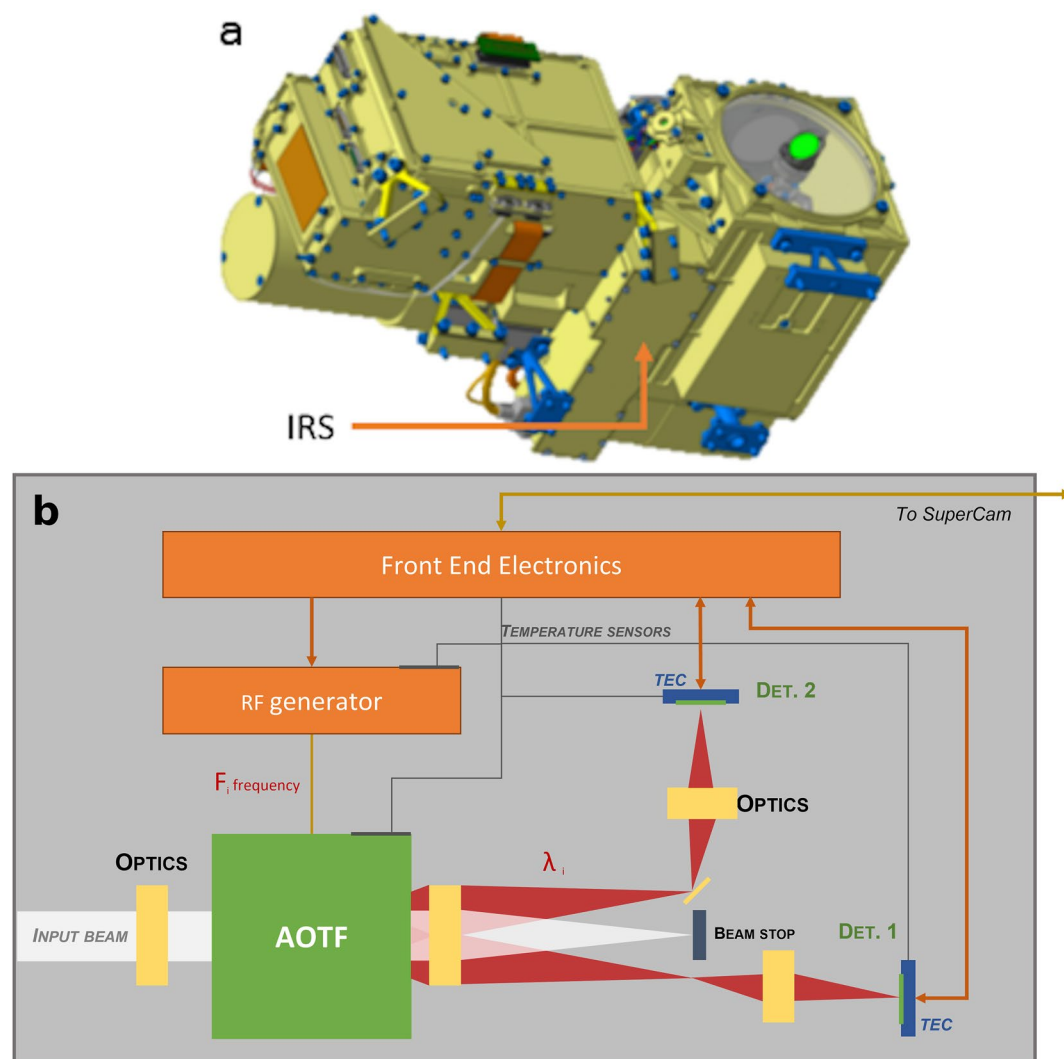 a
IRS
b
To SuperCam
Front End Electronics
TEMPERATURE SENSORS
RF generator
TEC
DET. 2
Fi frequency
OPTICS
OPTICS
λi
INPUT BEAM
AOTF
BEAM STOP
DET. 1
TEC